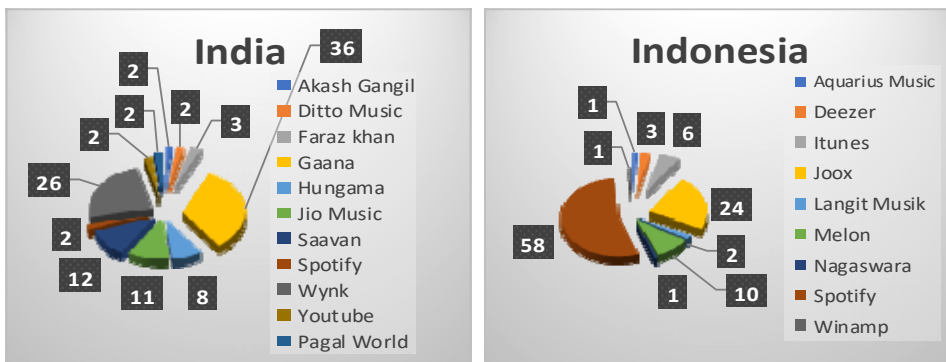 India
36
2
2
2
2
3
26
2
12
11
8
Akash Gangil
Ditto Music
Faraz khan
Gaana
Hungama
Jio Music
Saavan
Spotify
Wynk
Youtube
Pagal World
Indonesia
1
3
6
1
24
58
2
1
10
Aquarius Music
Deezer
Itunes
Joox
Langit Musik
Melon
Nagaswara
Spotify
Winamp